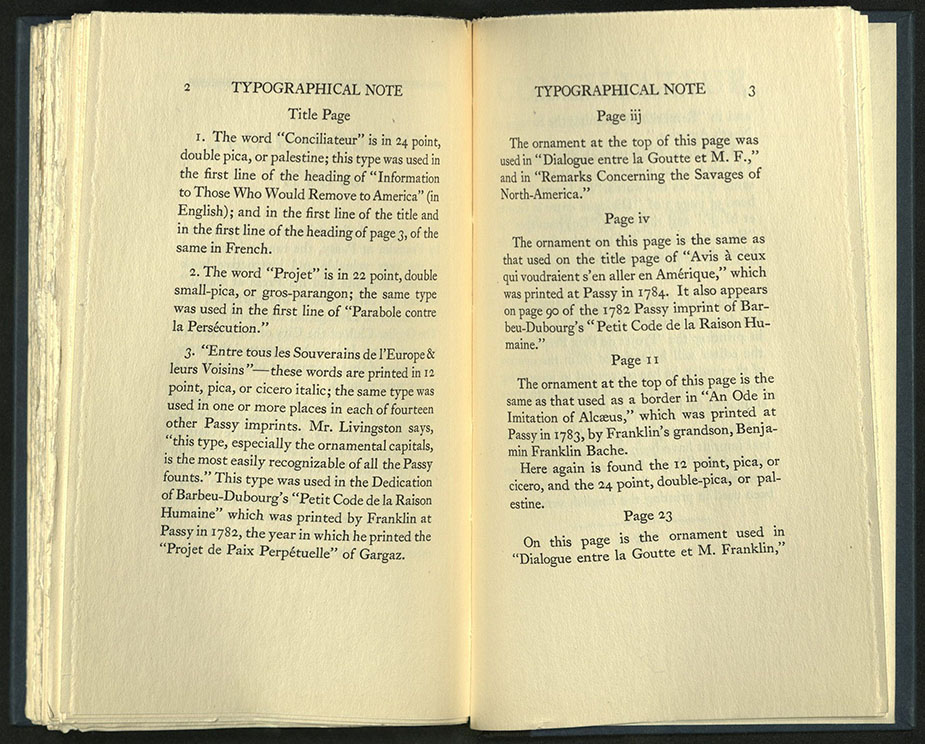 2 TYPOGRAPHICAL NOTE
Title Page
1. The word “Conciliateur” is in 24 point,
double pica, or palestine; this type was used in
the first line of the heading of “Information
to Those Who Would Remove to America” (in
English); and in the first line of the title and
in the first line of the heading of page 3, of the
same in French.
2. The word “Projet” is in 22 point, double
small-pica, or gros-parangon; the same type
was used in the first line of “Parabole contre
la Persécution.”
3. “Entre tous les Souverains de l’Europe &
leurs Voisins”—these words are printed in 12
point, pica, or cicero italic; the same type was
used in one or more places in each of fourteen
other Passy imprints. Mr. Livingston says,
“this type, especially the ornamental capitals,
is the most easily recognizable of all the Passy
founts.” This type was used in the Dedication
of Barbeu-Dubourg’s “Petit Code de la Raison
Humaine” which was printed by Franklin at
Passy in 1782, the year in which he printed the
“Projet de Paix Perpétuelle” of Gargaz.
TYPOGRAPHICAL NOTE 3
Page iij
The ornament at the top of this page was
used in “Dialogue entre la Goutte et M. F.,”
and in “Remarks Concerning the Savages of
North-America.”
Page iv
The ornament on this page is the same as
that used on the title page of “Avis à ceux
qui voudraient s’en aller en Amérique,” which
was printed at Passy in 1784. It also appears
on page 90 of the 1782 Passy imprint of Bar-
beu-Dubourg’s “Petit Code de la Raison Hu-
maine.”
Page 11
The ornament at the top of this page is the
same as that used as a border in “An Ode in
Imitation of Alcæus,” which was printed at
Passy in 1783, by Franklin’s grandson, Benja-
min Franklin Bache.
Here again is found the 12 point, pica, or
cicero, and the 24 point, double-pica, or pal-
estine.
Page 23
On this page is the ornament used in
“Dialogue entre la Goutte et M. Franklin,”